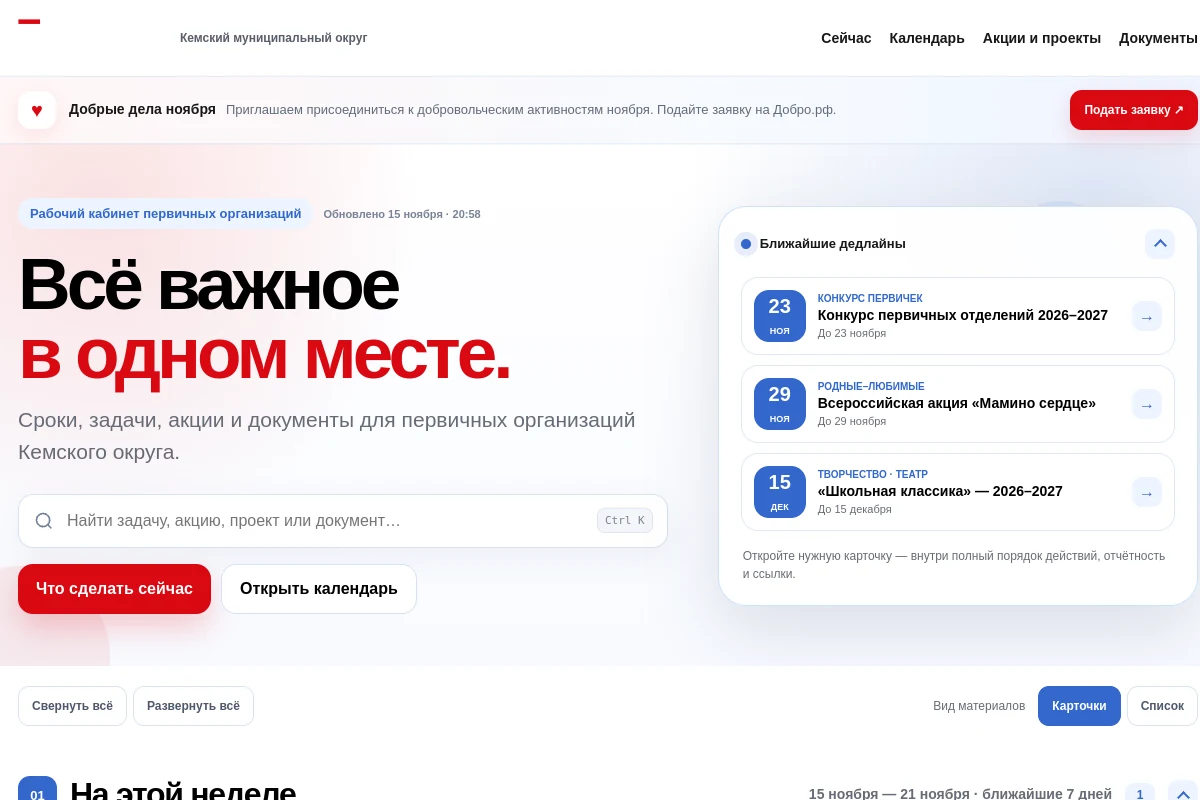 Кемский муниципальный округ
Сейчас Календарь Акции и проекты Документы
Добрые дела ноября Приглашаем присоединиться к добровольческим активностям ноября. Подайте заявку на Добро.рф.
Подать заявку ↗
Рабочий кабинет первичных организаций
Обновлено 15 ноября · 20:58
Всё важное
в одном месте.
Сроки, задачи, акции и документы для первичных организаций
Кемского округа.
Найти задачу, акцию, проект или документ…
Ctrl K
Что сделать сейчас
Открыть календарь
Ближайшие дедлайны
23
НОЯ
КОНКУРС ПЕРВИЧЕК
Конкурс первичных отделений 2026–2027
До 23 ноября
→
29
НОЯ
РОДНЫЕ–ЛЮБИМЫЕ
Всероссийская акция «Мамино сердце»
До 29 ноября
→
15
ДЕК
ТВОРЧЕСТВО · ТЕАТР
«Школьная классика» — 2026–2027
До 15 декабря
→
Откройте нужную карточку — внутри полный порядок действий, отчётность
и ссылки.
Свернуть всё
Развернуть всё
Вид материалов
Карточки
Список
01
На этой неделе
15 ноября — 21 ноября · ближайшие 7 дней
1